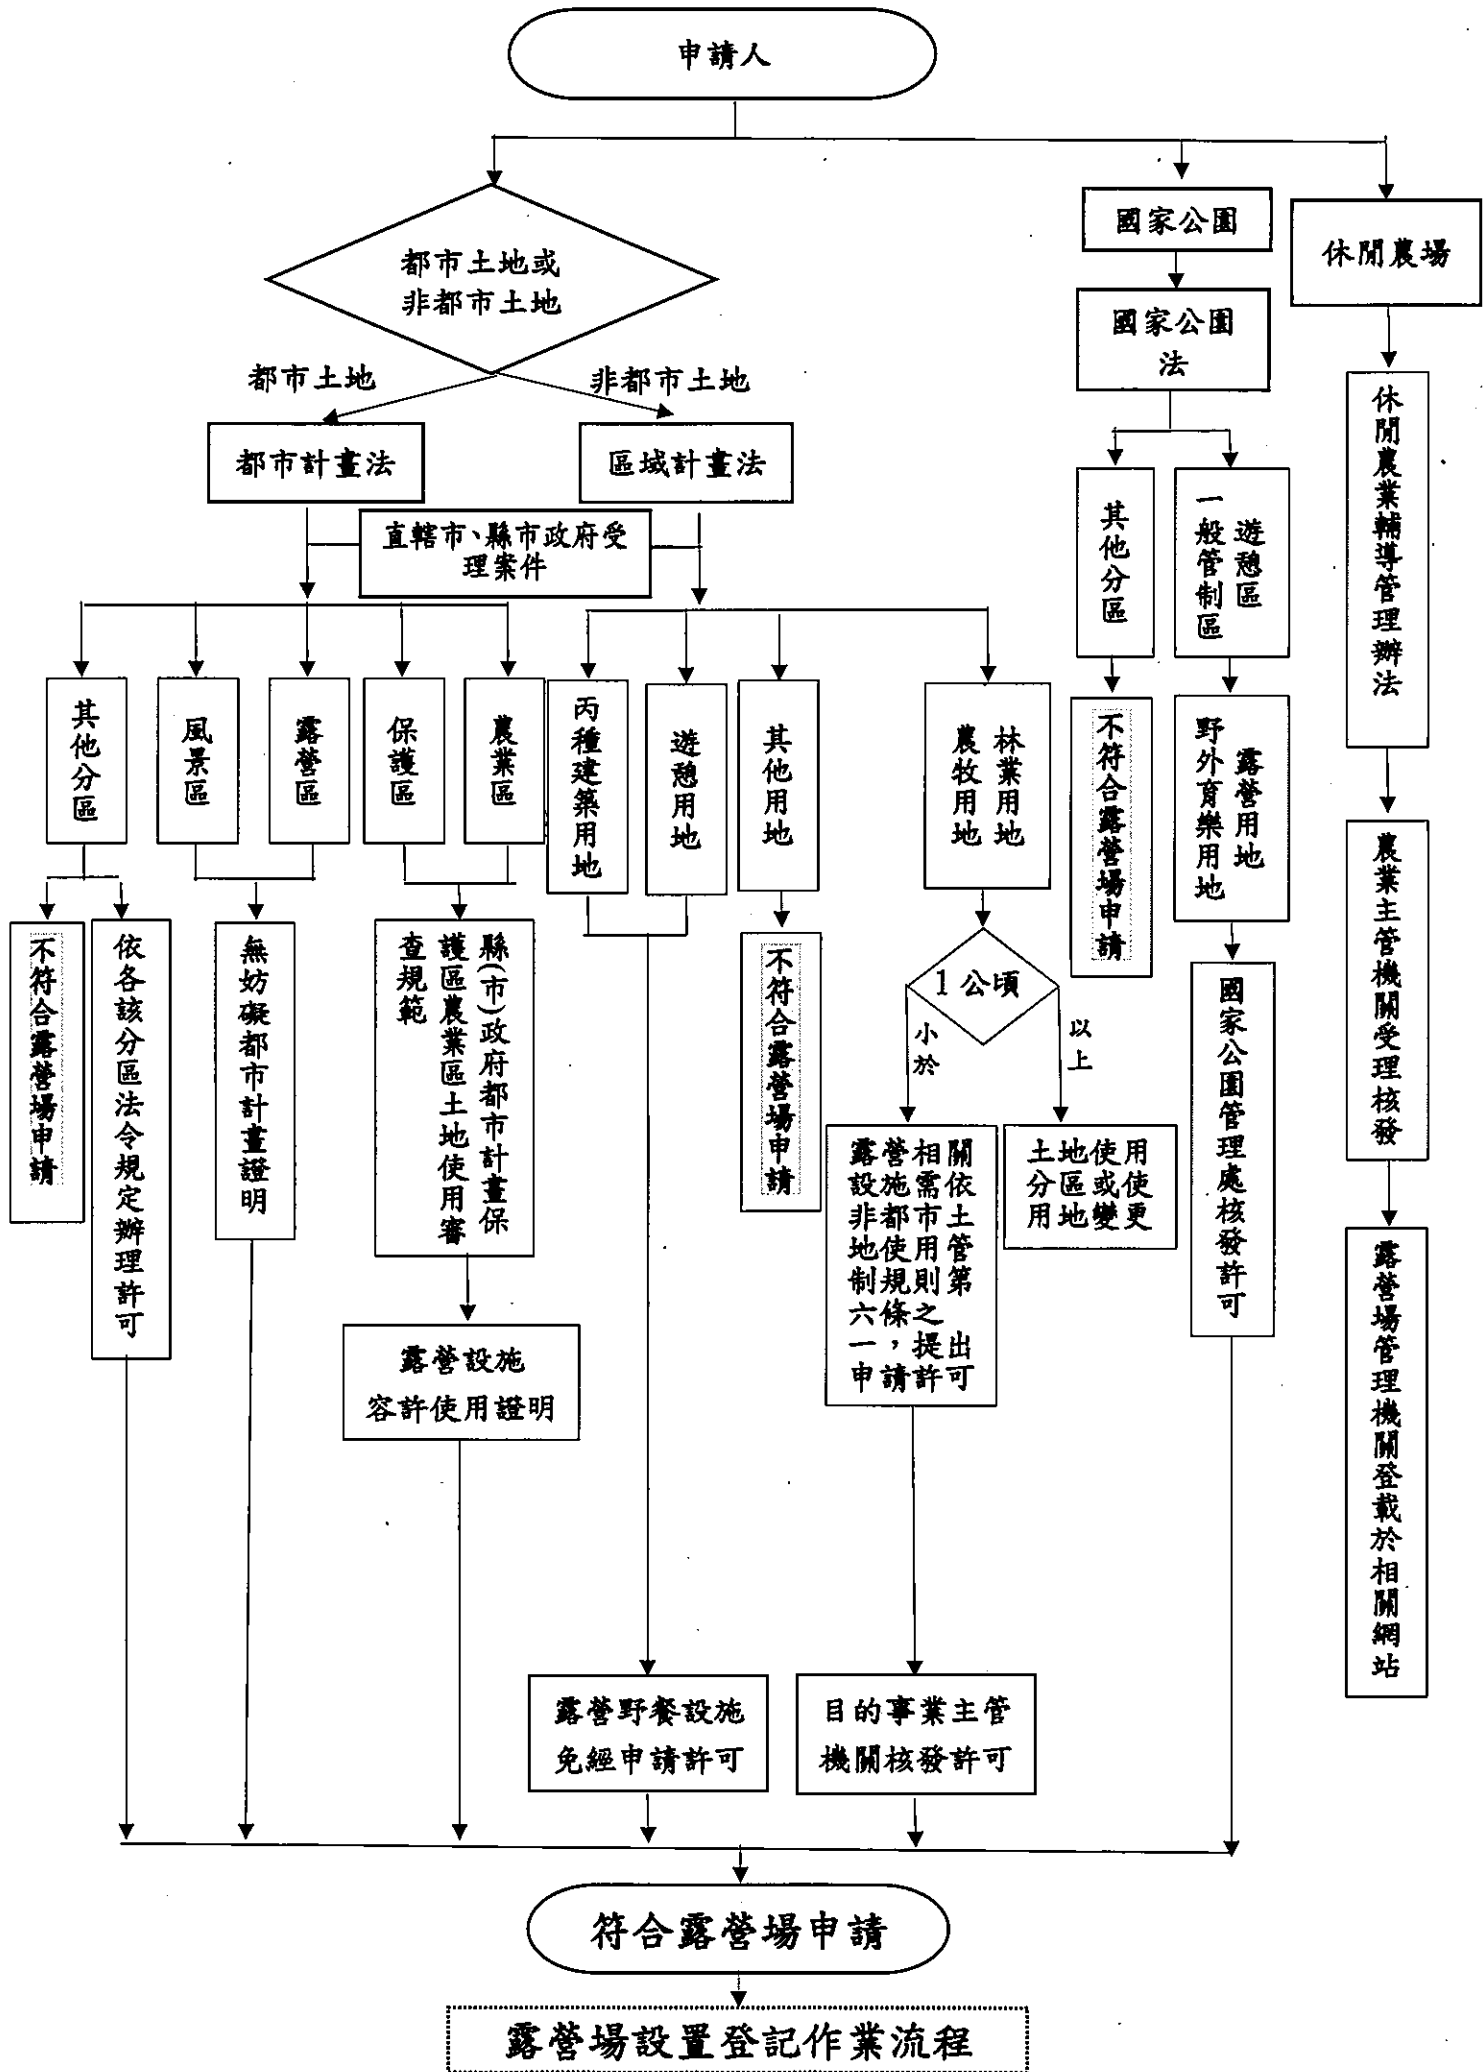 申請人
都市土地或
非都市土地
都市土地
非都市土地
都市計畫法
區域計畫法
直轄市、縣市政府受
理案件
國家公園
國家公園
法
休閒農場
其他分區
風景區
露營區
保護區
農業區
丙種建築用地
遊憩用地
其他用地
林業用地
農牧用地
其他分區
遊憩區
一般管制區
休閒農業輔導管理辦法
不符合露營場申請
依各該分區法令規定辦理許可
無妨礙都市計畫證明
縣(市)政府都市計畫保
護區農業區土地使用審
查規範
不符合露營場申請
1公頃
小於
以上
不符合露營場申請
露營用地
野外育樂用地
農業主管機關受理核發
露營設施
容許使用證明
露營相關
設施需依
非都市土
地使用管
制規則第
六條之
一,提出
申請許可
土地使用
分區或使
用地變更
國家公園管理處核發許可
露營場管理機關登載於相關網站
露營野餐設施
免經申請許可
目的事業主管
機關核發許可
符合露營場申請
露營場設置登記作業流程